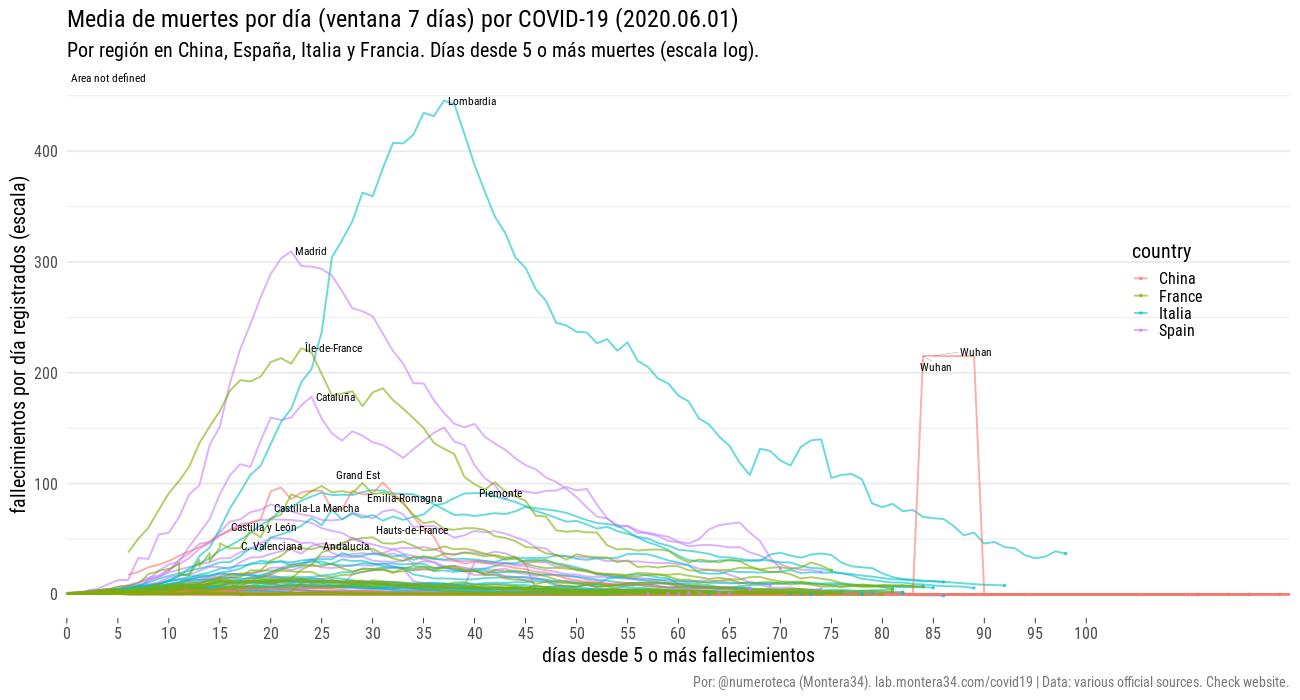 Media de muertes por día (ventana 7 días) por COVID-19 (2020.06.01)
Por región en China, España, Italia y Francia. Días desde 5 o más muertes (escala log).
Area not defined
Lombardia
400
Madrid
300
country
China
France
Italia
Spain
Île-de-France
Wuhan
Wuhan
200
Cataluña
Grand Est
100
Piemonte
Emilia-Romagna
Castilla-La Mancha
Castilla y León
Hauts-de-France
C. Valenciana
Andalucía
0
fallecimientos por día registrados (escala)
0 5 10 15 20 25 30 35 40 45 50 55 60 65 70 75 80 85 90 95 100
días desde 5 o más fallecimientos
Por: @numeroteca (Montera34). lab.montera34.com/covid19 | Data: various official sources. Check website.